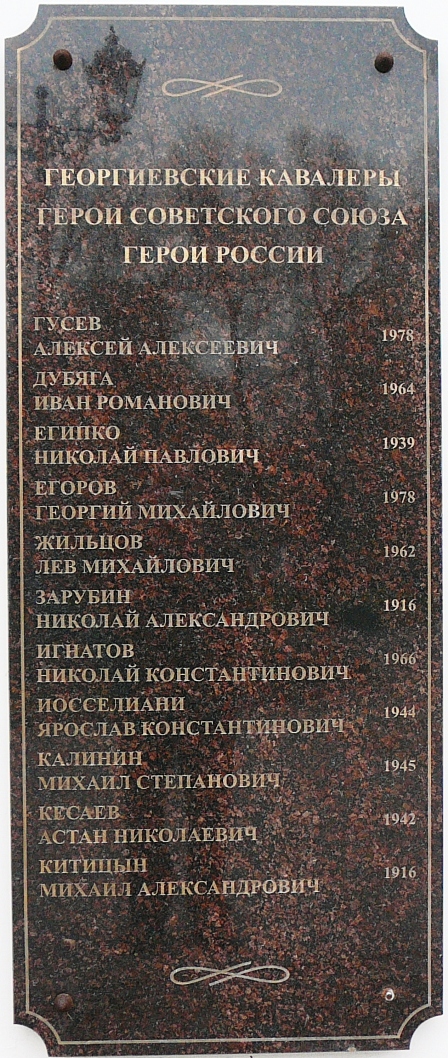 ГЕОРГИЕВСКИЕ КАВАЛЕРЫ
ГЕРОИ СОВЕТСКОГО СОЮЗА
ГЕРОИ РОССИИ
ГУСЕВ
АЛЕКСЕЙ АЛЕКСЕЕВИЧ 1978
ДУБЯГА
ИВАН РОМАНОВИЧ 1964
ЕГИПКО
НИКОЛАЙ ПАВЛОВИЧ 1939
ЕГОРОВ
ГЕОРГИЙ МИХАЙЛОВИЧ 1978
ЖИЛЬЦОВ
ЛЕВ МИХАЙЛОВИЧ 1962
ЗАРУБИН
НИКОЛАЙ АЛЕКСАНДРОВИЧ 1916
ИГНАТОВ
НИКОЛАЙ КОНСТАНТИНОВИЧ 1966
ИОССЕЛИАНИ
ЯРОСЛАВ КОНСТАНТИНОВИЧ 1944
КАЛИНИН
МИХАИЛ СТЕПАНОВИЧ 1945
КЕСАЕВ
АСТАН НИКОЛАЕВИЧ 1942
КИТИЦЫН
МИХАИЛ АЛЕКСАНДРОВИЧ 1916